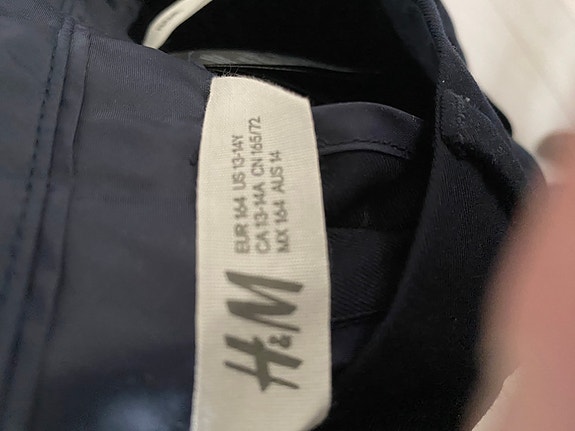 EUR 164 US 13-14Y
CA 13-14A CN 165/72
MX 164 AUS 14
H&M